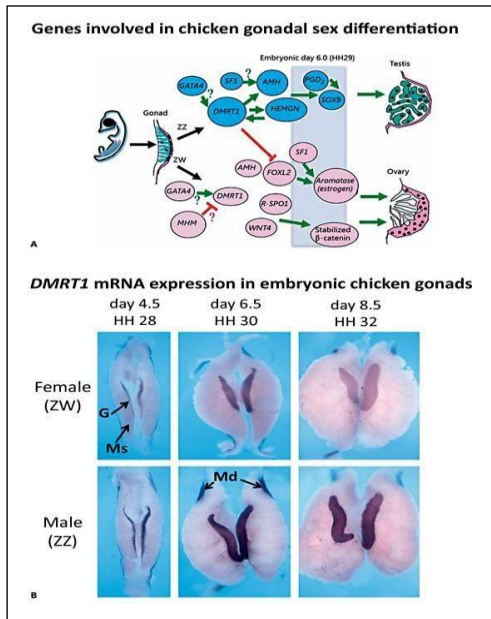 Genes involved in chicken gonadal sex differentiation
Embryonic day 6.0 (HH29)
Testis
GATA4
?
SF1
?
AMH
PGD2
SOX9
DMRT1
HEMGN
Gonad
ZZ
ZW
SF1
AMH
FOXL2
Aromatase
(estrogen)
Ovary
GATA4
?
DMRT1
R-SPO1
MHM
?
WNT4
Stabilized
β-catenin
A
DMRT1 mRNA expression in embryonic chicken gonads
day 4.5
HH 28
day 6.5
HH 30
day 8.5
HH 32
Female
(ZW)
G
Ms
Md
Male
(ZZ)
B